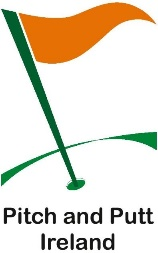 Pitch and Putt
Ireland